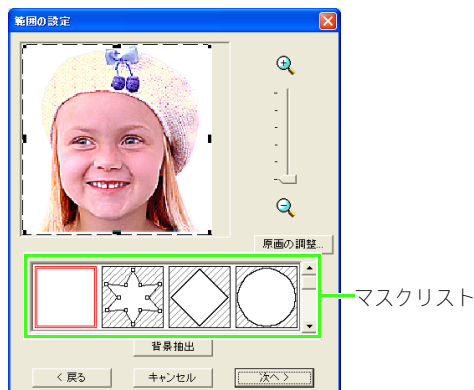 範囲の設定
原画の調整...
マスクリスト
背景抽出
< 戻る
キャンセル
次へ >